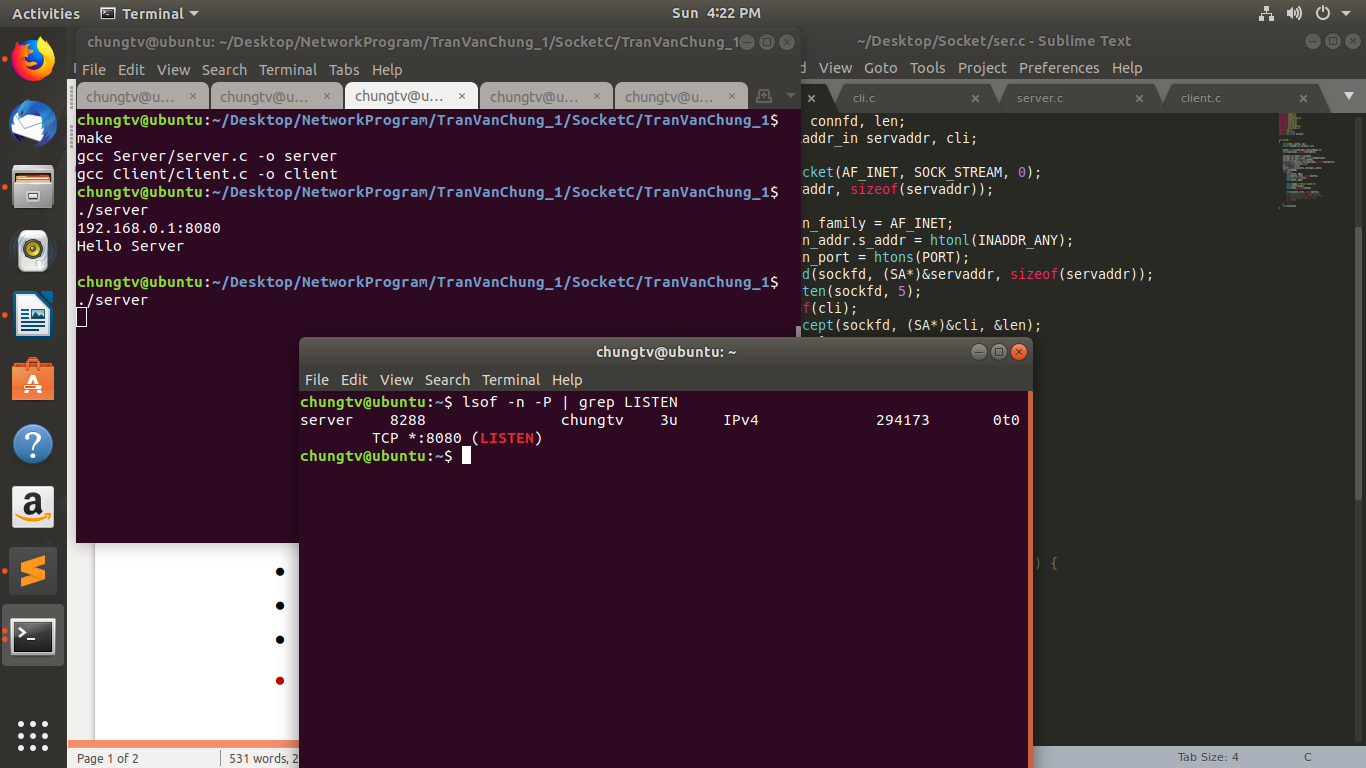 Activities
Terminal
Sun 4:22 PM
chungtv@ubuntu: ~/Desktop/NetworkProgram/TranVanChung_1/SocketC/TranVanChung_1
File Edit View Search Terminal Tabs Help
chungtv@u...
chungtv@u...
chungtv@u...
chungtv@u...
chungtv@u...
chungtv@ubuntu:~/Desktop/NetworkProgram/TranVanChung_1/SocketC/TranVanChung_1$
make
gcc Server/server.c -o server
gcc Client/client.c -o client
chungtv@ubuntu:~/Desktop/NetworkProgram/TranVanChung_1/SocketC/TranVanChung_1$
./server
192.168.0.1:8080
Hello Server
chungtv@ubuntu:~/Desktop/NetworkProgram/TranVanChung_1/SocketC/TranVanChung_1$
./server
~/Desktop/Socket/ser.c - Sublime Text
View Goto Tools Project Preferences Help
cli.c
server.c
client.c
connfd, len;
addr_in servaddr, cli;
cket(AF_INET, SOCK_STREAM, 0);
addr, sizeof(servaddr));
n_family = AF_INET;
n_addr.s_addr = htonl(INADDR_ANY);
n_port = htons(PORT);
d(sockfd, (SA*)&servaddr, sizeof(servaddr));
ten(sockfd, 5);
f(cli);
cept(sockfd, (SA*)&cli, &len);
) {
chungtv@ubuntu: ~
File Edit View Search Terminal Help
chungtv@ubuntu:~$ lsof -n -P | grep LISTEN
server 8288 chungtv 3u IPv4 294173 0t0
TCP *:8080 (LISTEN)
chungtv@ubuntu:~$
Page 1 of 2
531 words, 2
Tab Size: 4
C